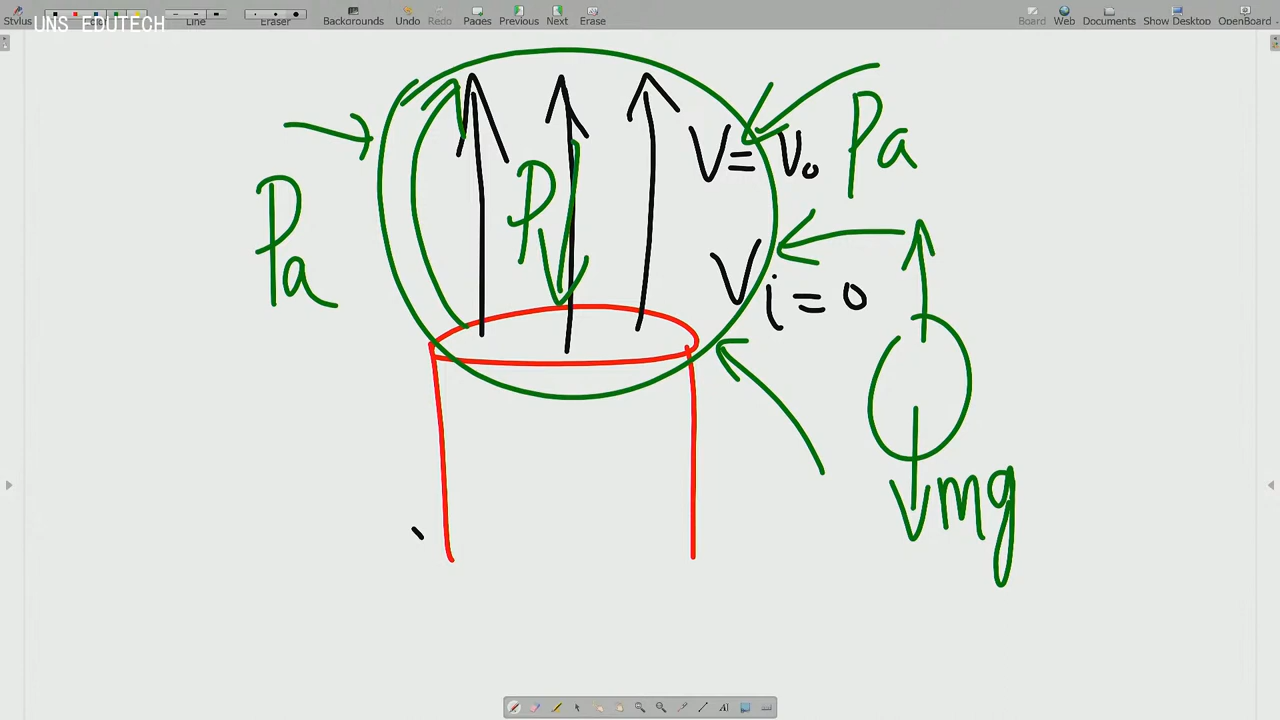 Stylus
Line
Eraser
Backgrounds
Undo
Redo
Pages
Previous
Next
Erase
Board
Web
Documents
Show Desktop
OpenBoard
UNS EDUTECH
V = V₀
Pa
P
Pa
Vi = 0
mg